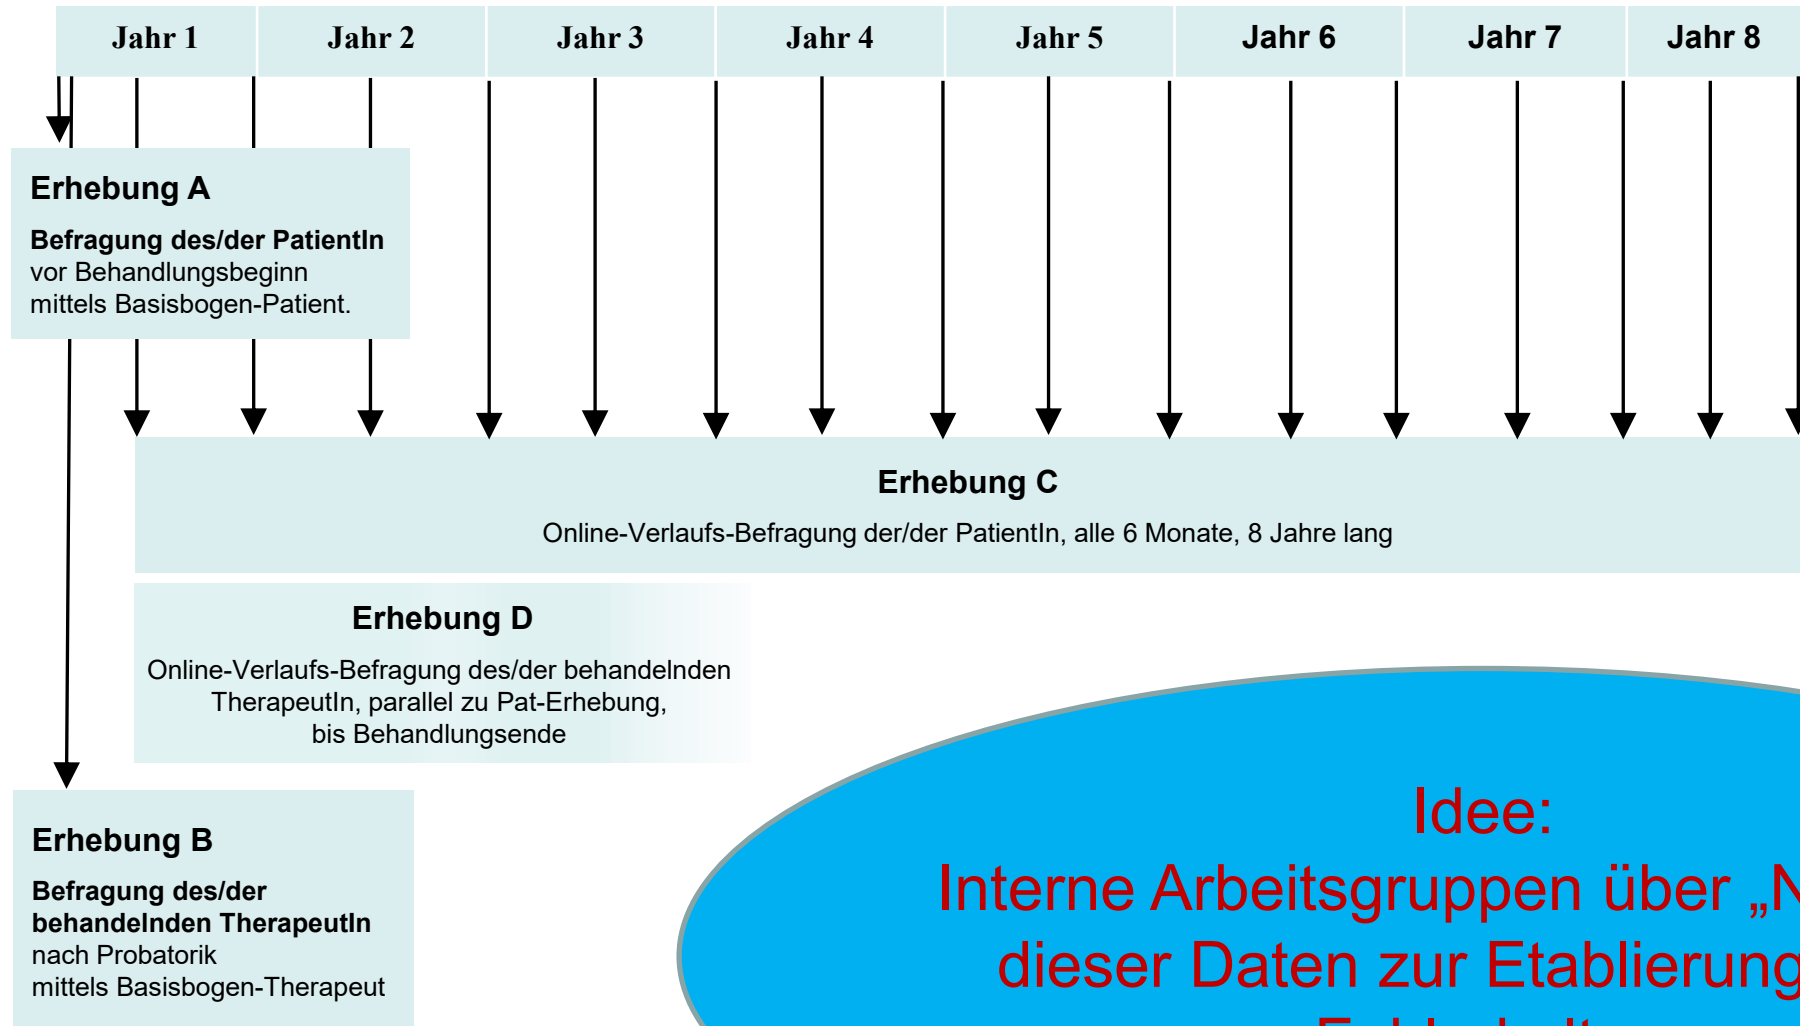 Jahr 1 Jahr 2 Jahr 3 Jahr 4 Jahr 5 Jahr 6 Jahr 7 Jahr 8
Erhebung A
Befragung des/der PatientIn
vor Behandlungsbeginn
mittels Basisbogen-Patient.
Erhebung C
Online-Verlaufs-Befragung der/der PatientIn, alle 6 Monate, 8 Jahre lang
Erhebung D
Online-Verlaufs-Befragung des/der behandelnden
TherapeutIn, parallel zu Pat-Erhebung,
bis Behandlungsende
Erhebung B
Befragung des/der
behandelnden TherapeutIn
nach Probatorik
mittels Basisbogen-Therapeut
Idee:
Interne Arbeitsgruppen über „N
dieser Daten zur Etablierung